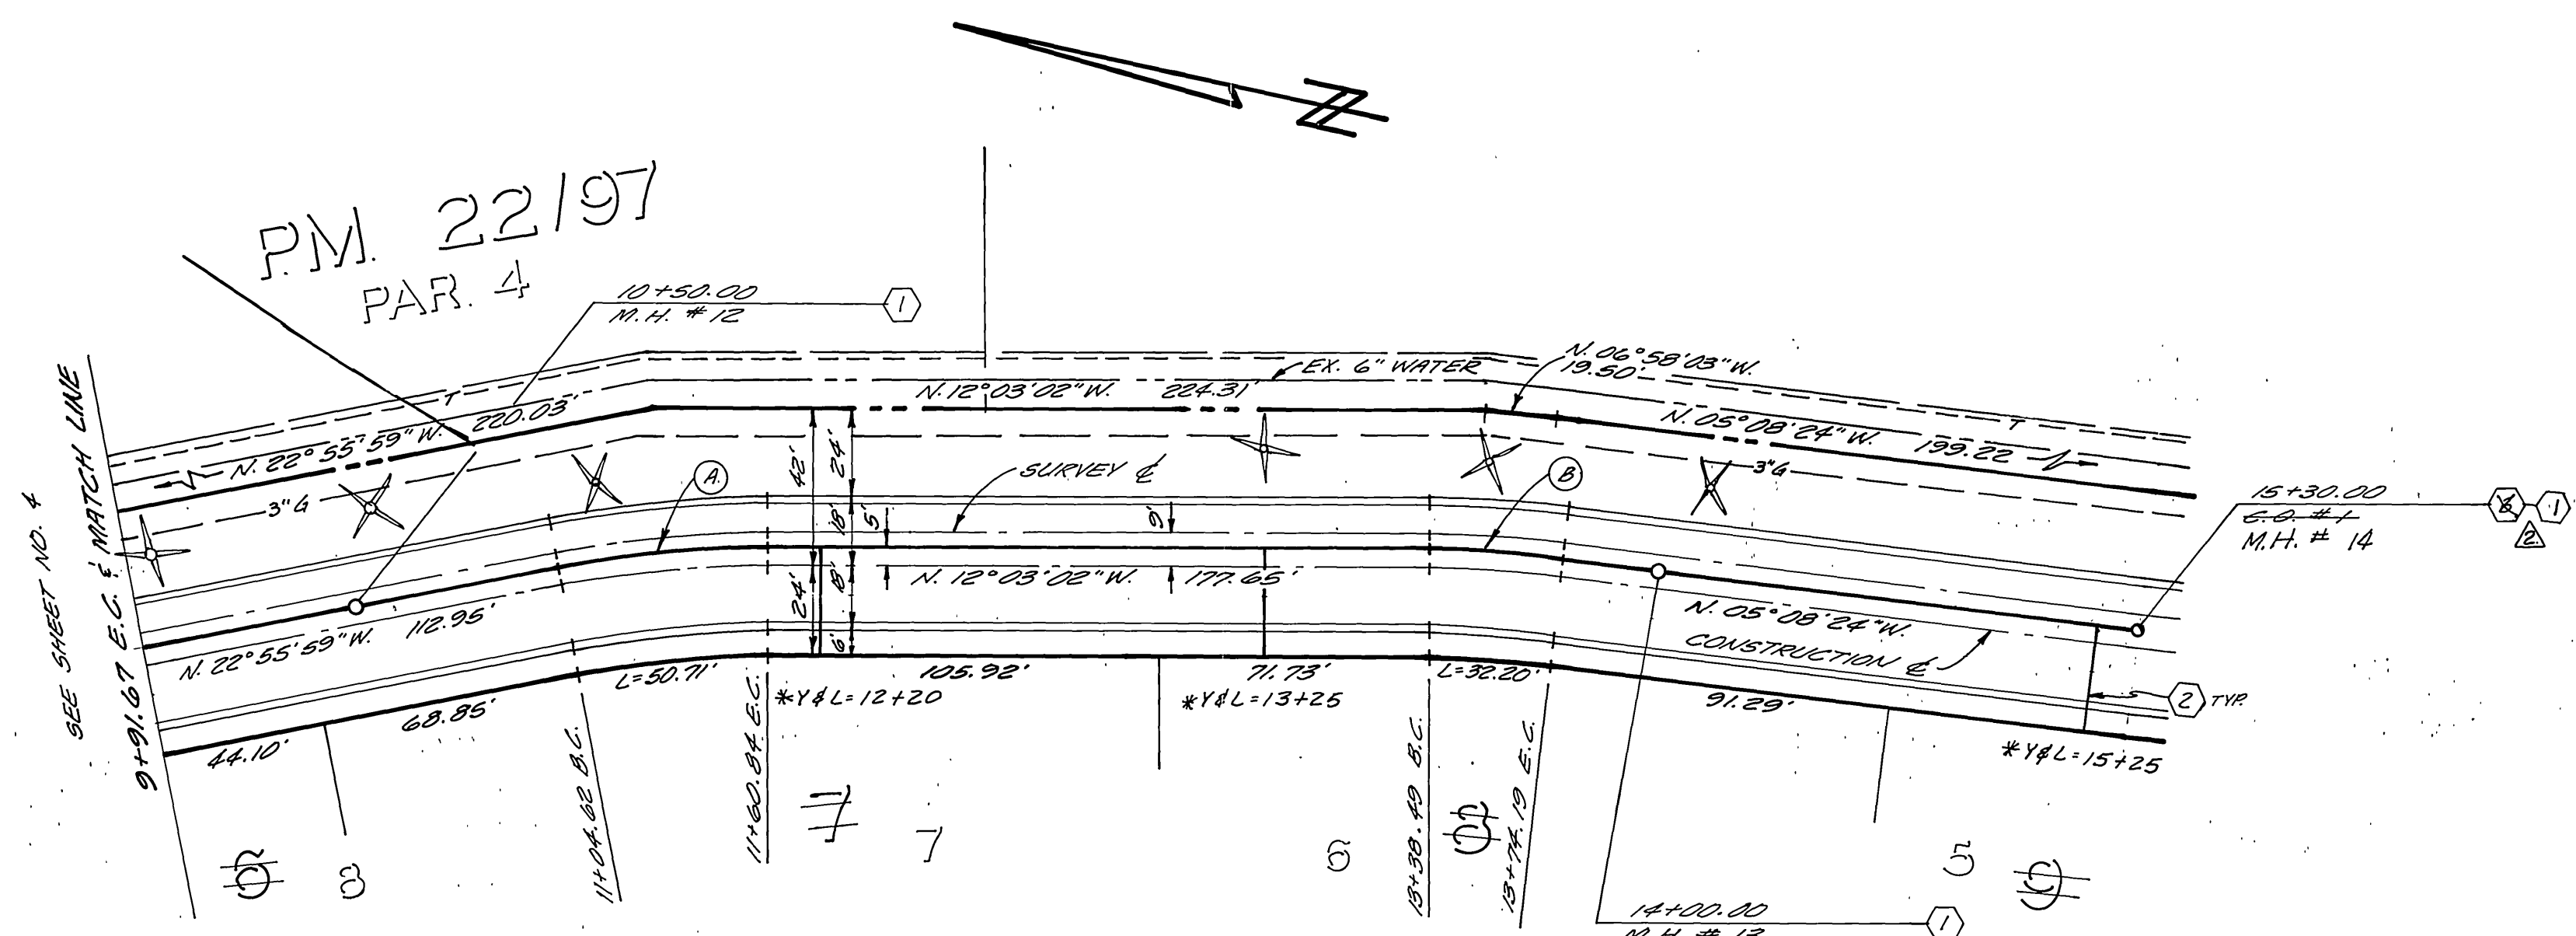 N
P.M. 22/97
PAR. 4
10+50.00
M.H. # 12
1
SEE SHEET NO. 4
9+91.67 E.C. & MATCH LINE
T
N. 22°55'59"W. 220.03'
N. 12°03'02"W. 224.31'
EX. 6" WATER
N. 06°58'03"W.
19.50'
N. 05°08'24"W. 199.22
T
3"G
3"G
A
B
SURVEY ℄
42'
24'
18'
5'
9'
24'
18'
6'
15+30.00
C.O. #1
M.H. # 14
1
2
N. 22°55'59"W. 112.95'
N. 12°03'02"W. 177.65'
N. 05°08'24"W.
CONSTRUCTION ℄
2 TYP.
44.10'
68.85'
L=50.71'
105.92'
71.73'
L=32.20'
91.29'
*Y&L=12+20
*Y&L=13+25
*Y&L=15+25
11+04.62 B.C.
11+60.84 E.C.
13+38.49 B.C.
13+74.19 E.C.
8
7
7
6
5
14+00.00
M.H. # 13
1